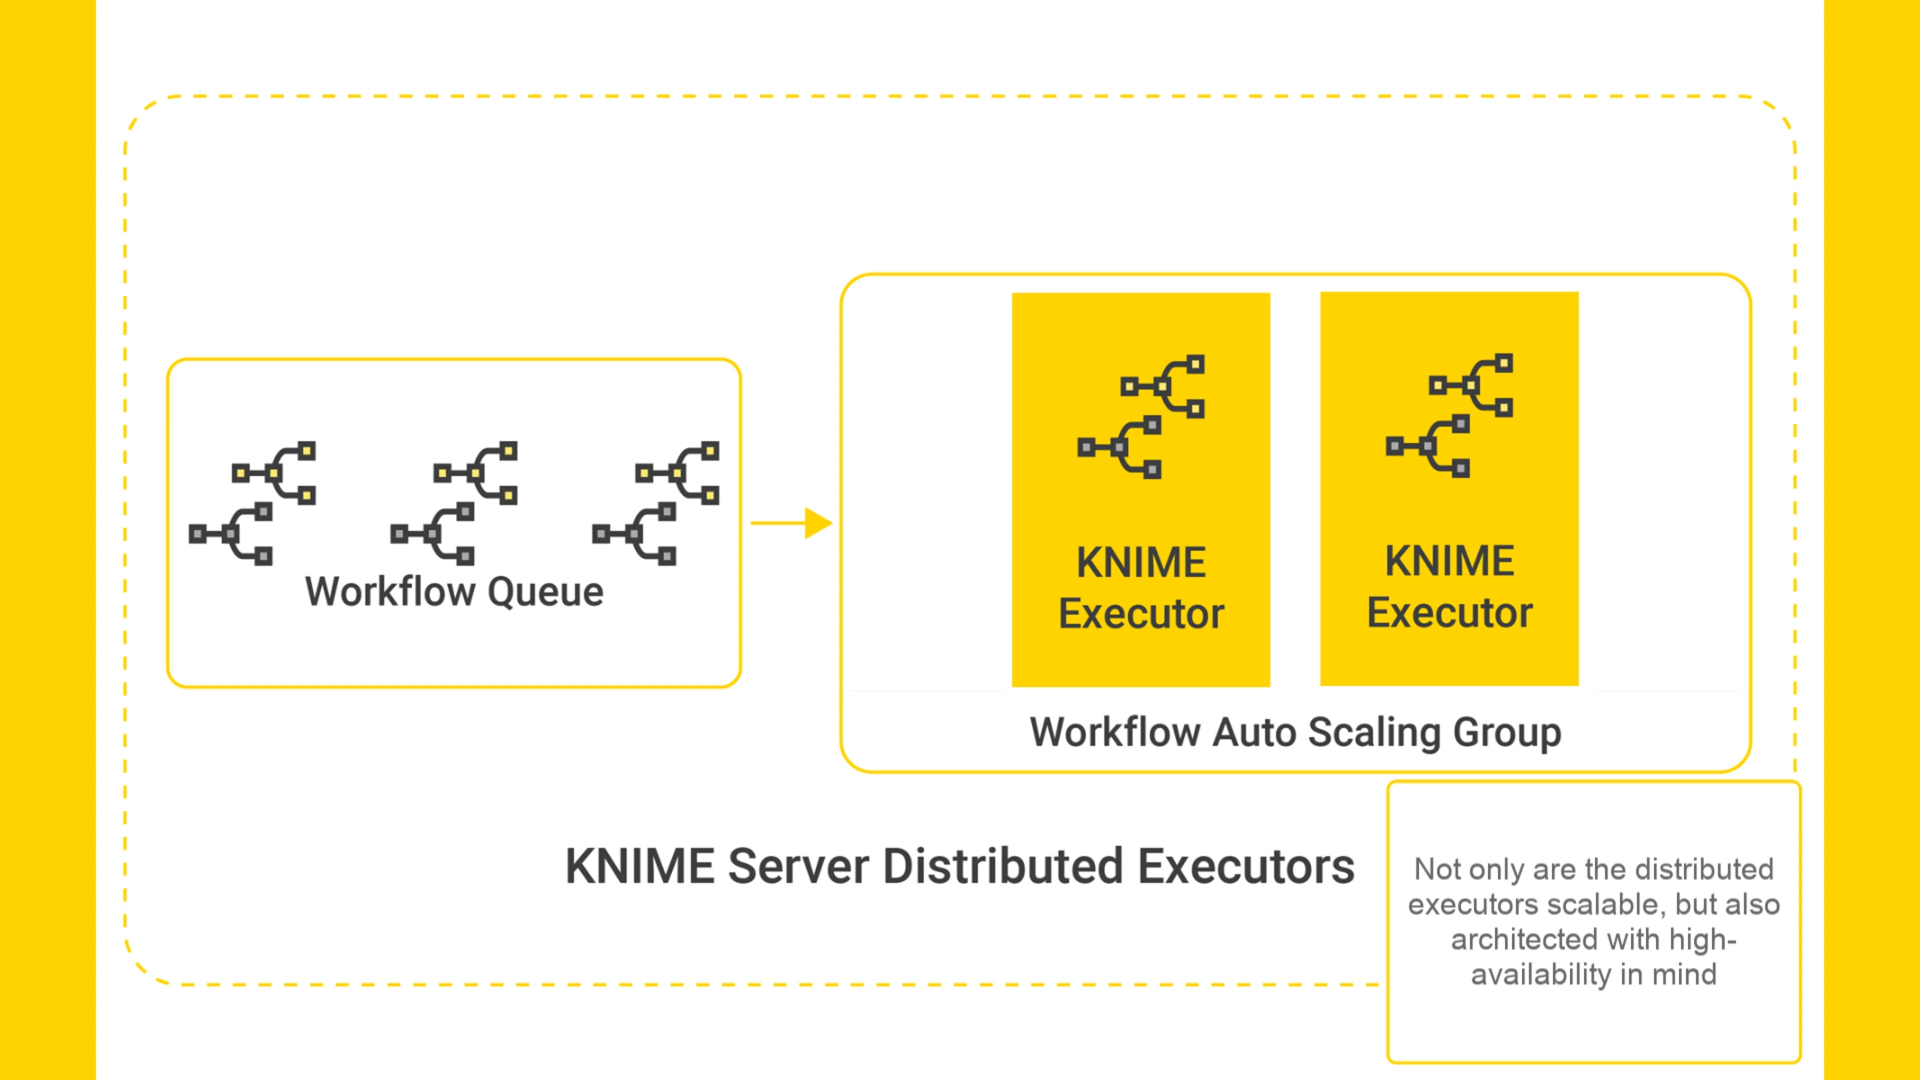 Workflow Queue
KNIME
Executor
KNIME
Executor
Workflow Auto Scaling Group
KNIME Server Distributed Executors
Not only are the distributed
executors scalable, but also
architected with high-
availability in mind